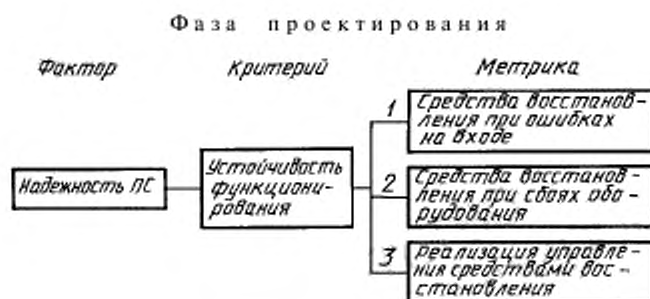 Фаза проектирования
Фактор Критерий Метрика
1 Средства восстанов-
ления при ошибках
на входе
Надежность ПС
Устойчивость
функциони-
рования
2 Средства восстанов-
ления при сбоях обо-
рудования
3 Реализация управле-
ния средствами вос-
становления